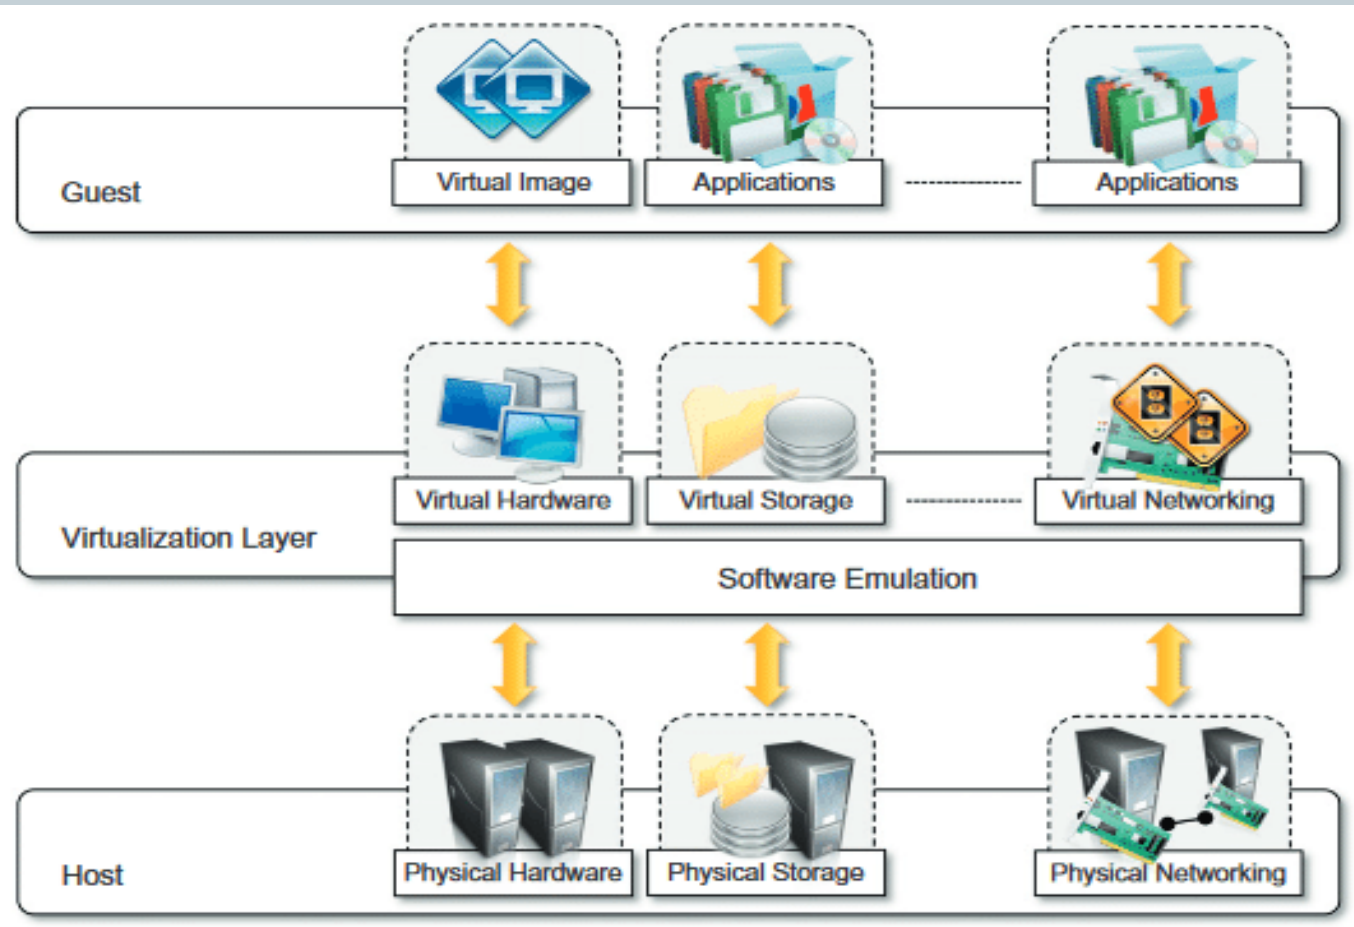 Guest
Virtual Image
Applications
Applications
Virtualization Layer
Virtual Hardware
Virtual Storage
Virtual Networking
Software Emulation
Host
Physical Hardware
Physical Storage
Physical Networking